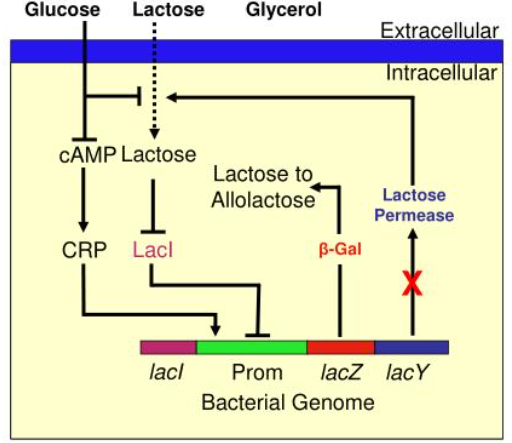 Glucose Lactose Glycerol
Extracellular
Intracellular
cAMP Lactose
Lactose to
Allolactose
Lactose
Permease
CRP LacI β-Gal
X
lacI Prom lacZ lacY
Bacterial Genome